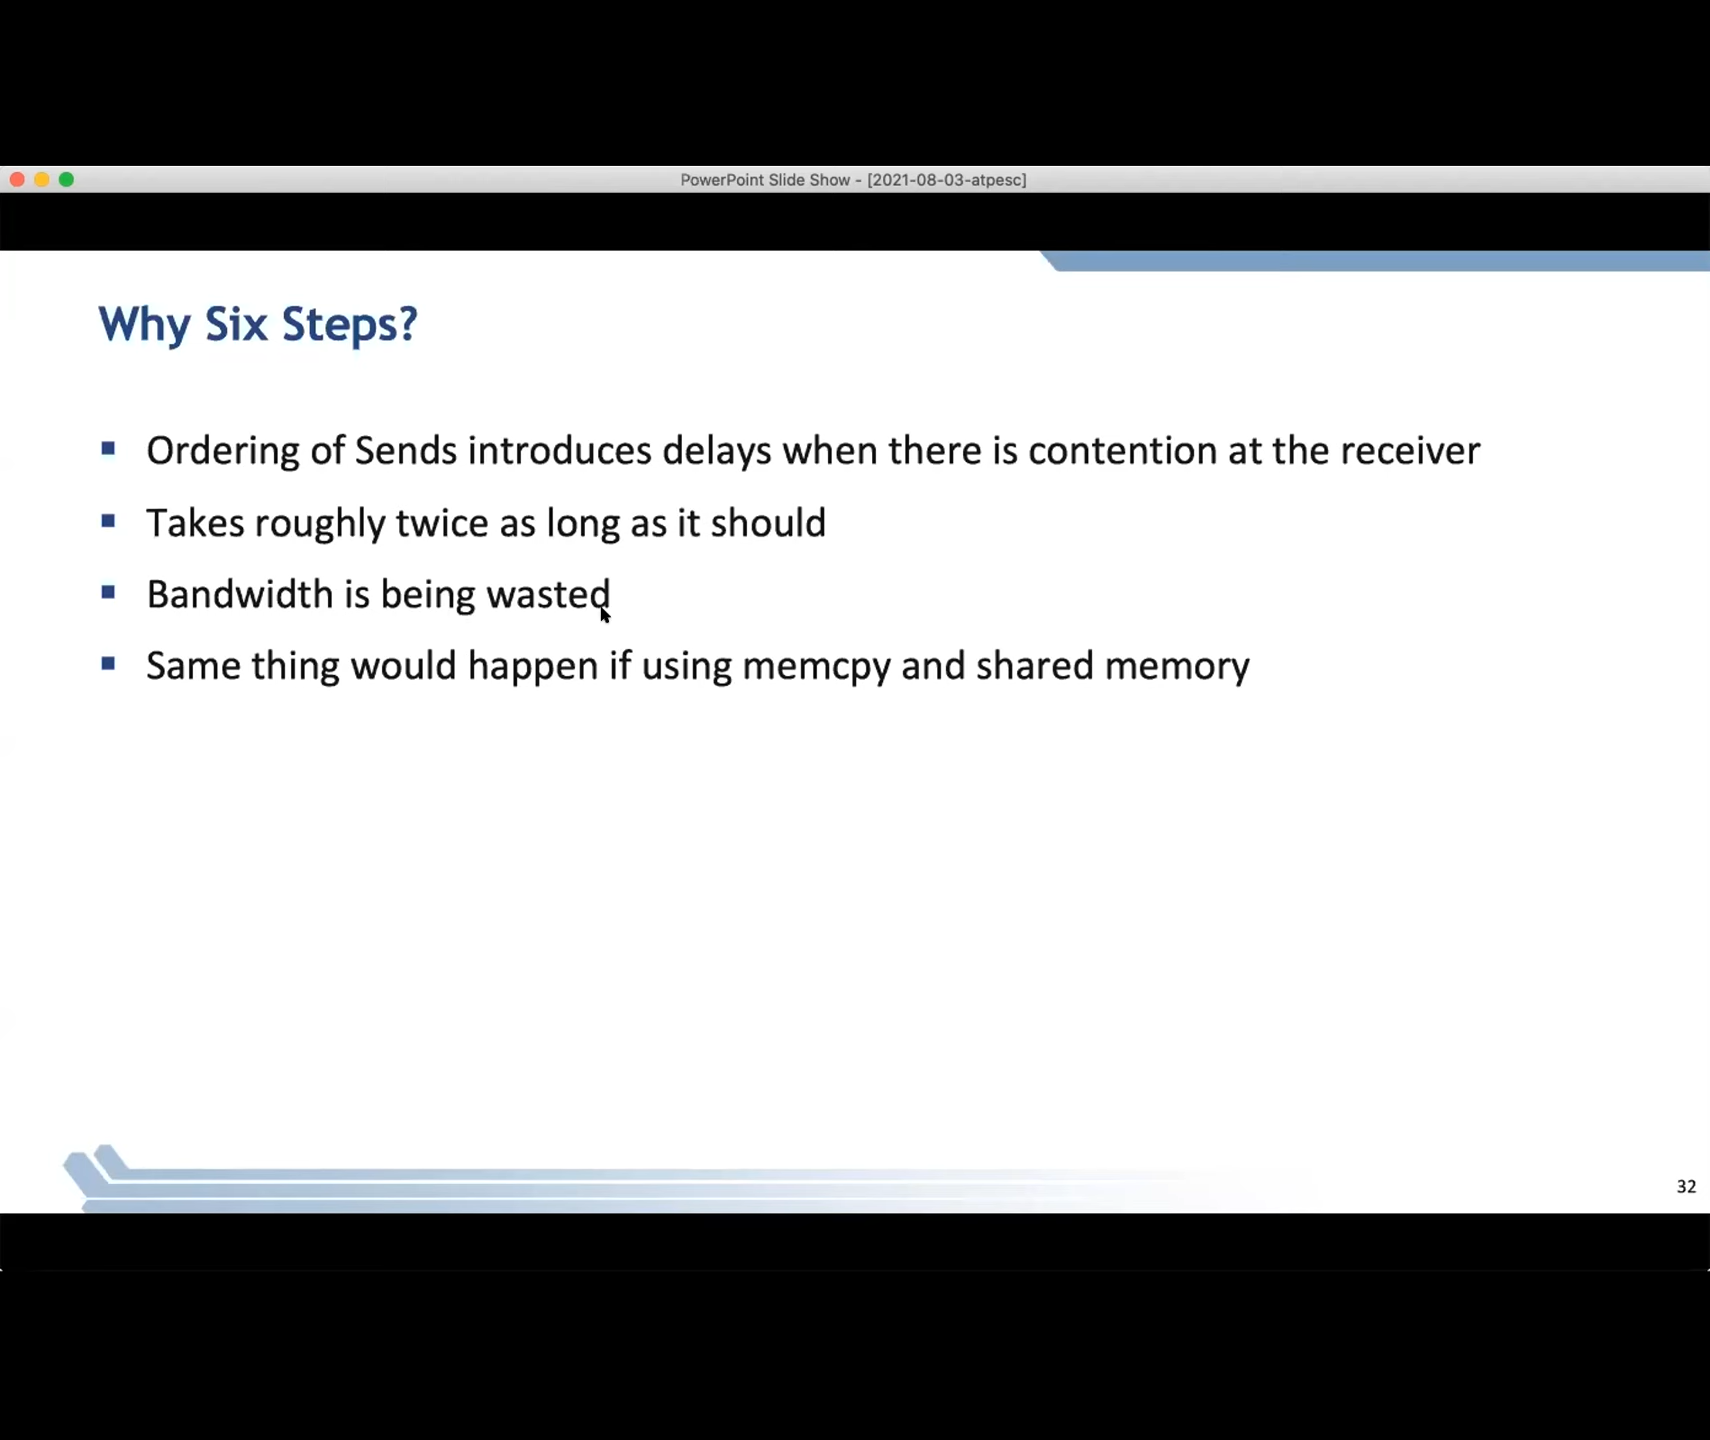 PowerPoint Slide Show - [2021-08-03-atpesc]
Why Six Steps?
Ordering of Sends introduces delays when there is contention at the receiver
Takes roughly twice as long as it should
Bandwidth is being wasted
Same thing would happen if using memcpy and shared memory
32